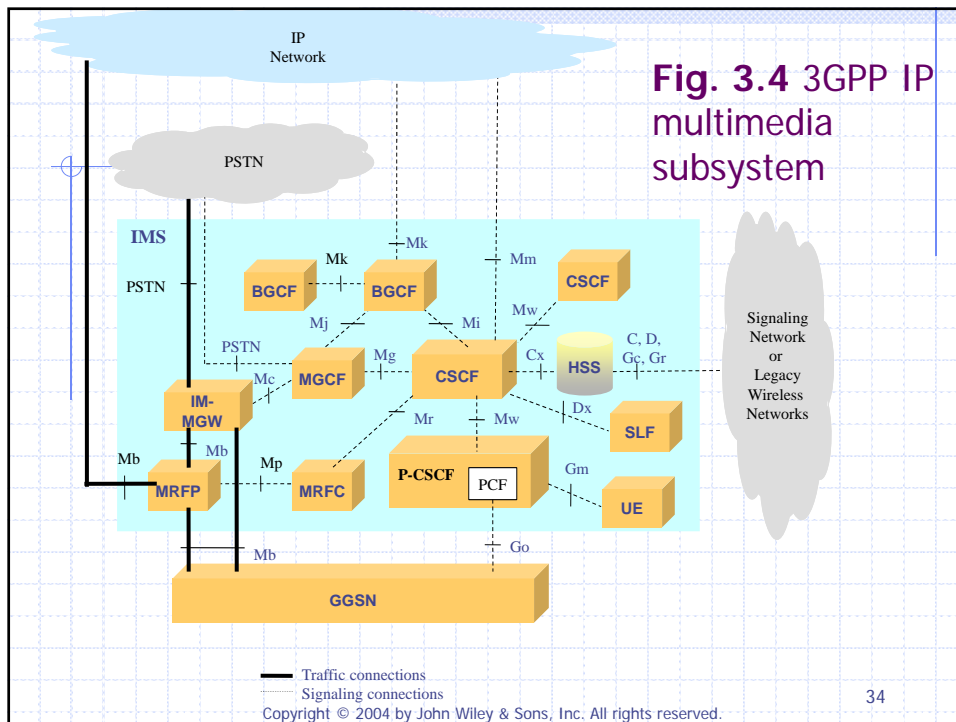 IP
Network
Fig. 3.4 3GPP IP
multimedia
subsystem
PSTN
IMS
Mk
Mk
Mm
BGCF
BGCF
CSCF
PSTN
Mj
Mi
Mw
Signaling
Network
or
Legacy
Wireless
Networks
PSTN
Mg
Cx
C, D,
Gc, Gr
MGCF
CSCF
HSS
Mc
IM-
MGW
Mr
Mw
Dx
SLF
Mb
Mb
Mp
P-CSCF
PCF
Gm
MRFP
MRFC
UE
Mb
Go
GGSN
Traffic connections
Signaling connections
34
Copyright © 2004 by John Wiley & Sons, Inc. All rights reserved.